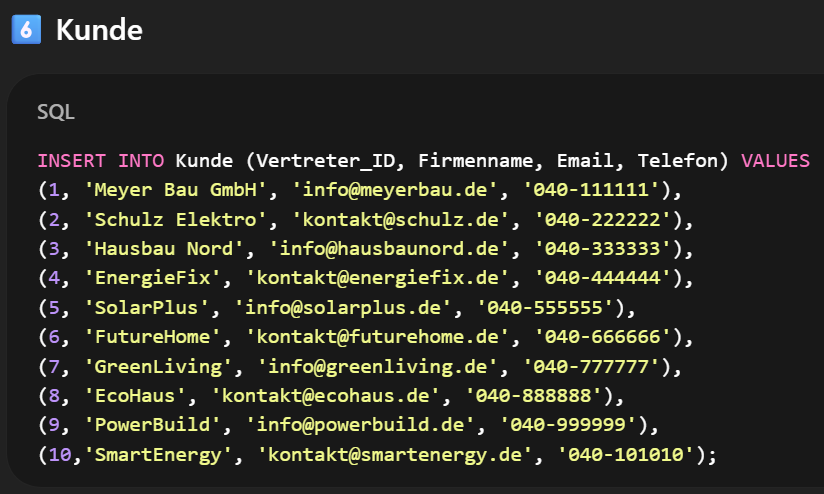 6 Kunde
SQL
INSERT INTO Kunde (Vertreter_ID, Firmenname, Email, Telefon) VALUES
(1, 'Meyer Bau GmbH', 'info@meyerbau.de', '040-111111'),
(2, 'Schulz Elektro', 'kontakt@schulz.de', '040-222222'),
(3, 'Hausbau Nord', 'info@hausbaunord.de', '040-333333'),
(4, 'EnergieFix', 'kontakt@energiefix.de', '040-444444'),
(5, 'SolarPlus', 'info@solarplus.de', '040-555555'),
(6, 'FutureHome', 'kontakt@futurehome.de', '040-666666'),
(7, 'GreenLiving', 'info@greenliving.de', '040-777777'),
(8, 'EcoHaus', 'kontakt@ecohaus.de', '040-888888'),
(9, 'PowerBuild', 'info@powerbuild.de', '040-999999'),
(10,'SmartEnergy', 'kontakt@smartenergy.de', '040-101010');